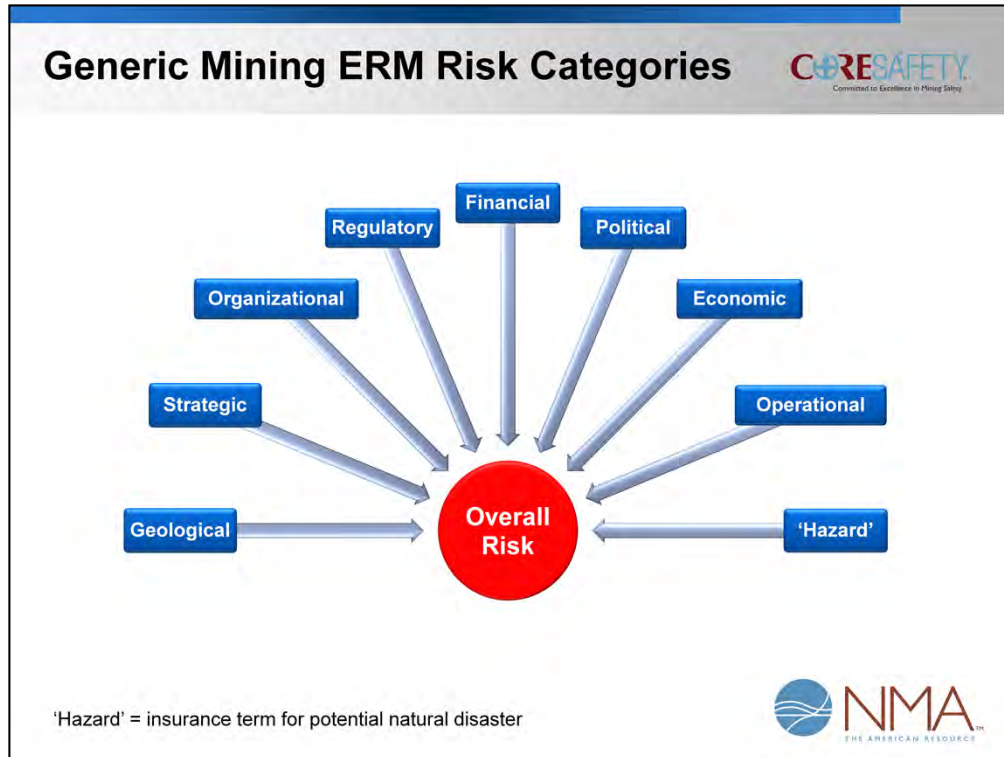 Generic Mining ERM Risk Categories
CORESAFETY
Committed to Excellence in Mining Safety
Financial
Regulatory
Political
Organizational
Economic
Strategic
Operational
Geological
Overall
Risk
‘Hazard’
‘Hazard’ = insurance term for potential natural disaster
NMA
THE AMERICAN RESOURCE